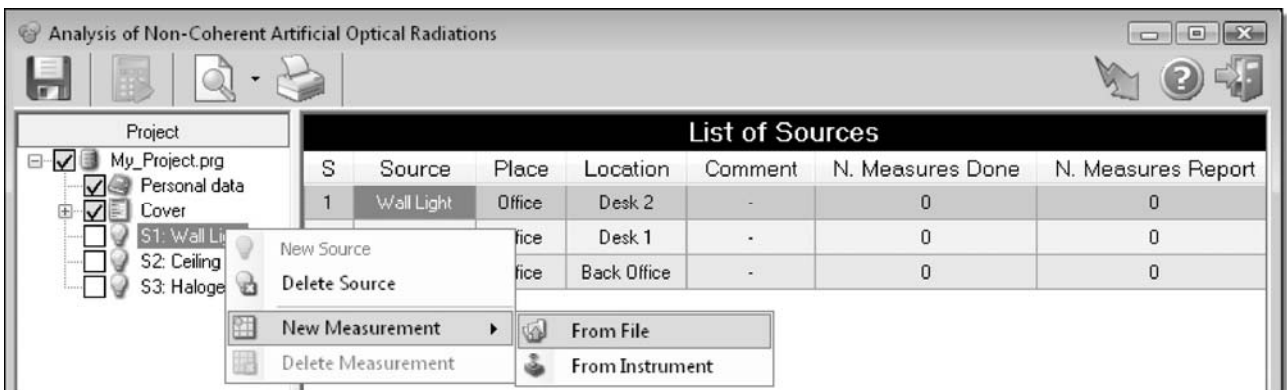 Analysis of Non-Coherent Artificial Optical Radiations
Project
My_Project.prg
Personal data
Cover
S1: Wall Li
S2: Ceiling
S3: Haloge
List of Sources
S Source Place Location Comment N. Measures Done N. Measures Report
1 Wall Light Office Desk 2 - 0 0
fice Desk 1 - 0 0
fice Back Office - 0 0
New Source
Delete Source
New Measurement
Delete Measurement
From File
From Instrument